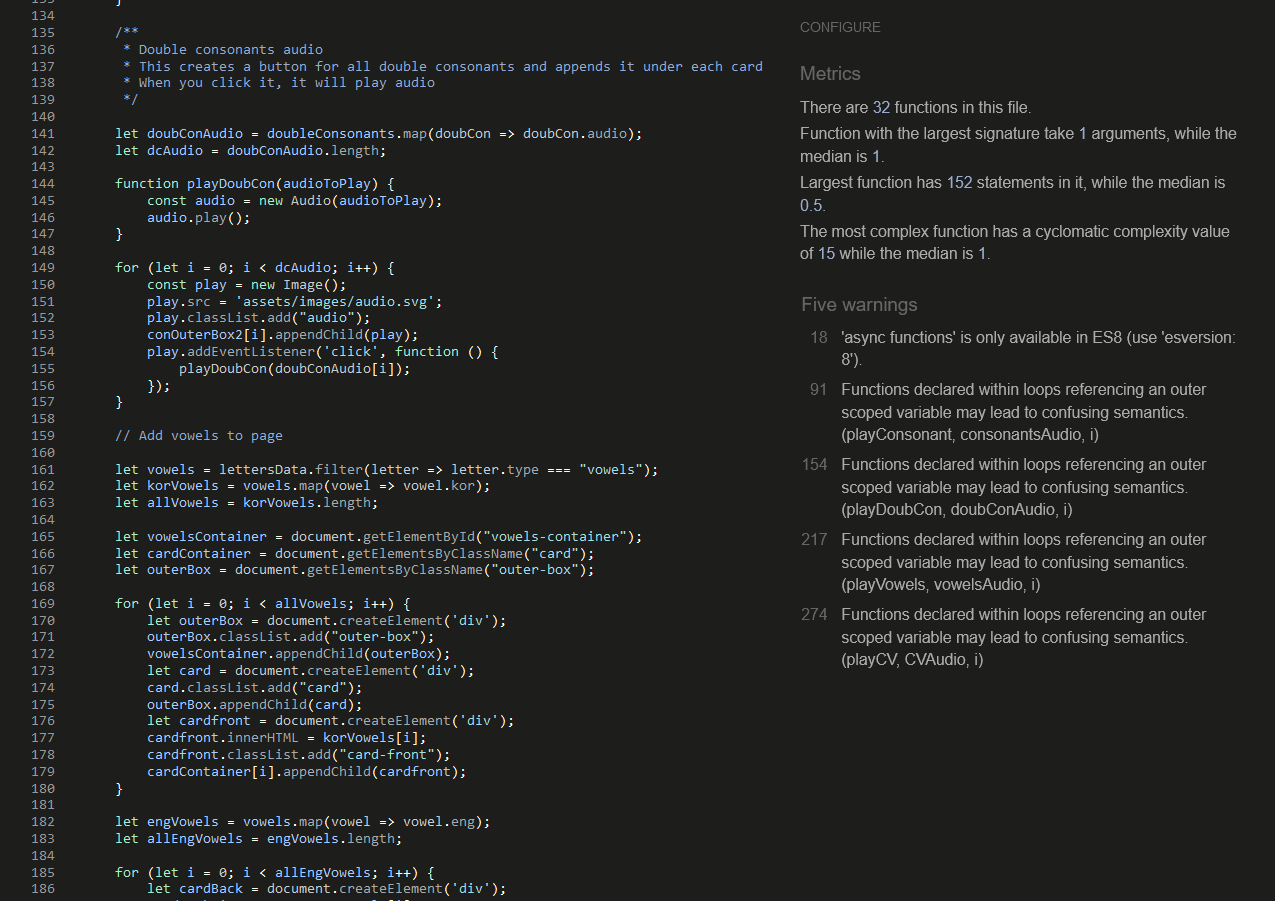 134
135 /**
136 * Double consonants audio
137 * This creates a button for all double consonants and appends it under each card
138 * When you click it, it will play audio
139 */
140
141 let doubConAudio = doubleConsonants.map(doubCon => doubCon.audio);
142 let dcAudio = doubConAudio.length;
143
144 function playDoubCon(audioToPlay) {
145 const audio = new Audio(audioToPlay);
146 audio.play();
147 }
148
149 for (let i = 0; i < dcAudio; i++) {
150 const play = new Image();
151 play.src = 'assets/images/audio.svg';
152 play.classList.add("audio");
153 conOuterBox2[i].appendChild(play);
154 play.addEventListener('click', function () {
155 playDoubCon(doubConAudio[i]);
156 });
157 }
158
159 // Add vowels to page
160
161 let vowels = lettersData.filter(letter => letter.type === "vowels");
162 let korVowels = vowels.map(vowel => vowel.kor);
163 let allVowels = korVowels.length;
164
165 let vowelsContainer = document.getElementById("vowels-container");
166 let cardContainer = document.getElementsByClassName("card");
167 let outerBox = document.getElementsByClassName("outer-box");
168
169 for (let i = 0; i < allVowels; i++) {
170 let outerBox = document.createElement('div');
171 outerBox.classList.add("outer-box");
172 vowelsContainer.appendChild(outerBox);
173 let card = document.createElement('div');
174 card.classList.add("card");
175 outerBox.appendChild(card);
176 let cardfront = document.createElement('div');
177 cardfront.innerHTML = korVowels[i];
178 cardfront.classList.add("card-front");
179 cardContainer[i].appendChild(cardfront);
180 }
181
182 let engVowels = vowels.map(vowel => vowel.eng);
183 let allEngVowels = engVowels.length;
184
185 for (let i = 0; i < allEngVowels; i++) {
186 let cardBack = document.createElement('div');
CONFIGURE
Metrics
There are 32 functions in this file.
Function with the largest signature take 1 arguments, while the
median is 1.
Largest function has 152 statements in it, while the median is
0.5.
The most complex function has a cyclomatic complexity value
of 15 while the median is 1.
Five warnings
18 'async functions' is only available in ES8 (use 'esversion:
8').
91 Functions declared within loops referencing an outer
scoped variable may lead to confusing semantics.
(playConsonant, consonantsAudio, i)
154 Functions declared within loops referencing an outer
scoped variable may lead to confusing semantics.
(playDoubCon, doubConAudio, i)
217 Functions declared within loops referencing an outer
scoped variable may lead to confusing semantics.
(playVowels, vowelsAudio, i)
274 Functions declared within loops referencing an outer
scoped variable may lead to confusing semantics.
(playCV, CVAudio, i)